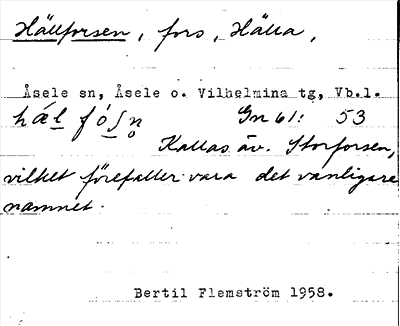 Hällforsen, fors, Hälla,
Åsele sn, Åsele o. Vilhelmina tg, Vb.l.
Gn 61: 53
Kallas äv. Storforsen,
vilket förefaller vara det vanligare
namnet.
Bertil Flemström 1958.